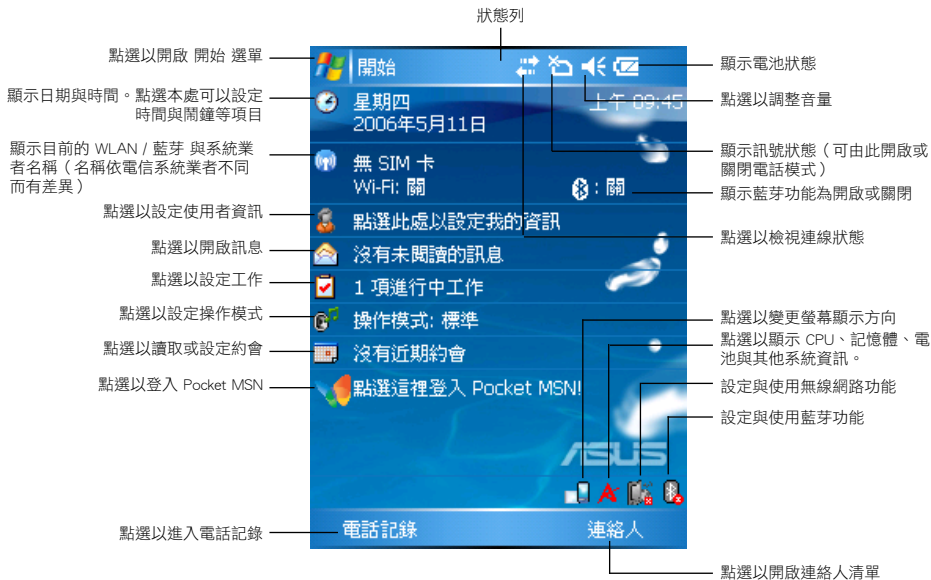 狀態列
點選以開啟 開始 選單
顯示日期與時間。點選本處可以設定
時間與鬧鐘等項目
顯示目前的 WLAN / 藍芽 與系統業
者名稱(名稱依電信系統業者不同
而有差異)
點選以設定使用者資訊
點選以開啟訊息
點選以設定工作
點選以設定操作模式
點選以讀取或設定約會
點選以登入 Pocket MSN
點選以進入電話記錄
開始
星期四
上午 09:45
2006年5月11日
無 SIM 卡
Wi-Fi: 關
: 關
點選此處以設定我的資訊
沒有未閱讀的訊息
1 項進行中工作
操作模式: 標準
沒有近期約會
點選這裡登入 Pocket MSN!
ASUS
電話記錄
連絡人
顯示電池狀態
點選以調整音量
顯示訊號狀態(可由此開啟或
關閉電話模式)
顯示藍芽功能為開啟或關閉
點選以檢視連線狀態
點選以變更螢幕顯示方向
點選以顯示 CPU、記憶體、電
池與其他系統資訊。
設定與使用無線網路功能
設定與使用藍芽功能
點選以開啟連絡人清單